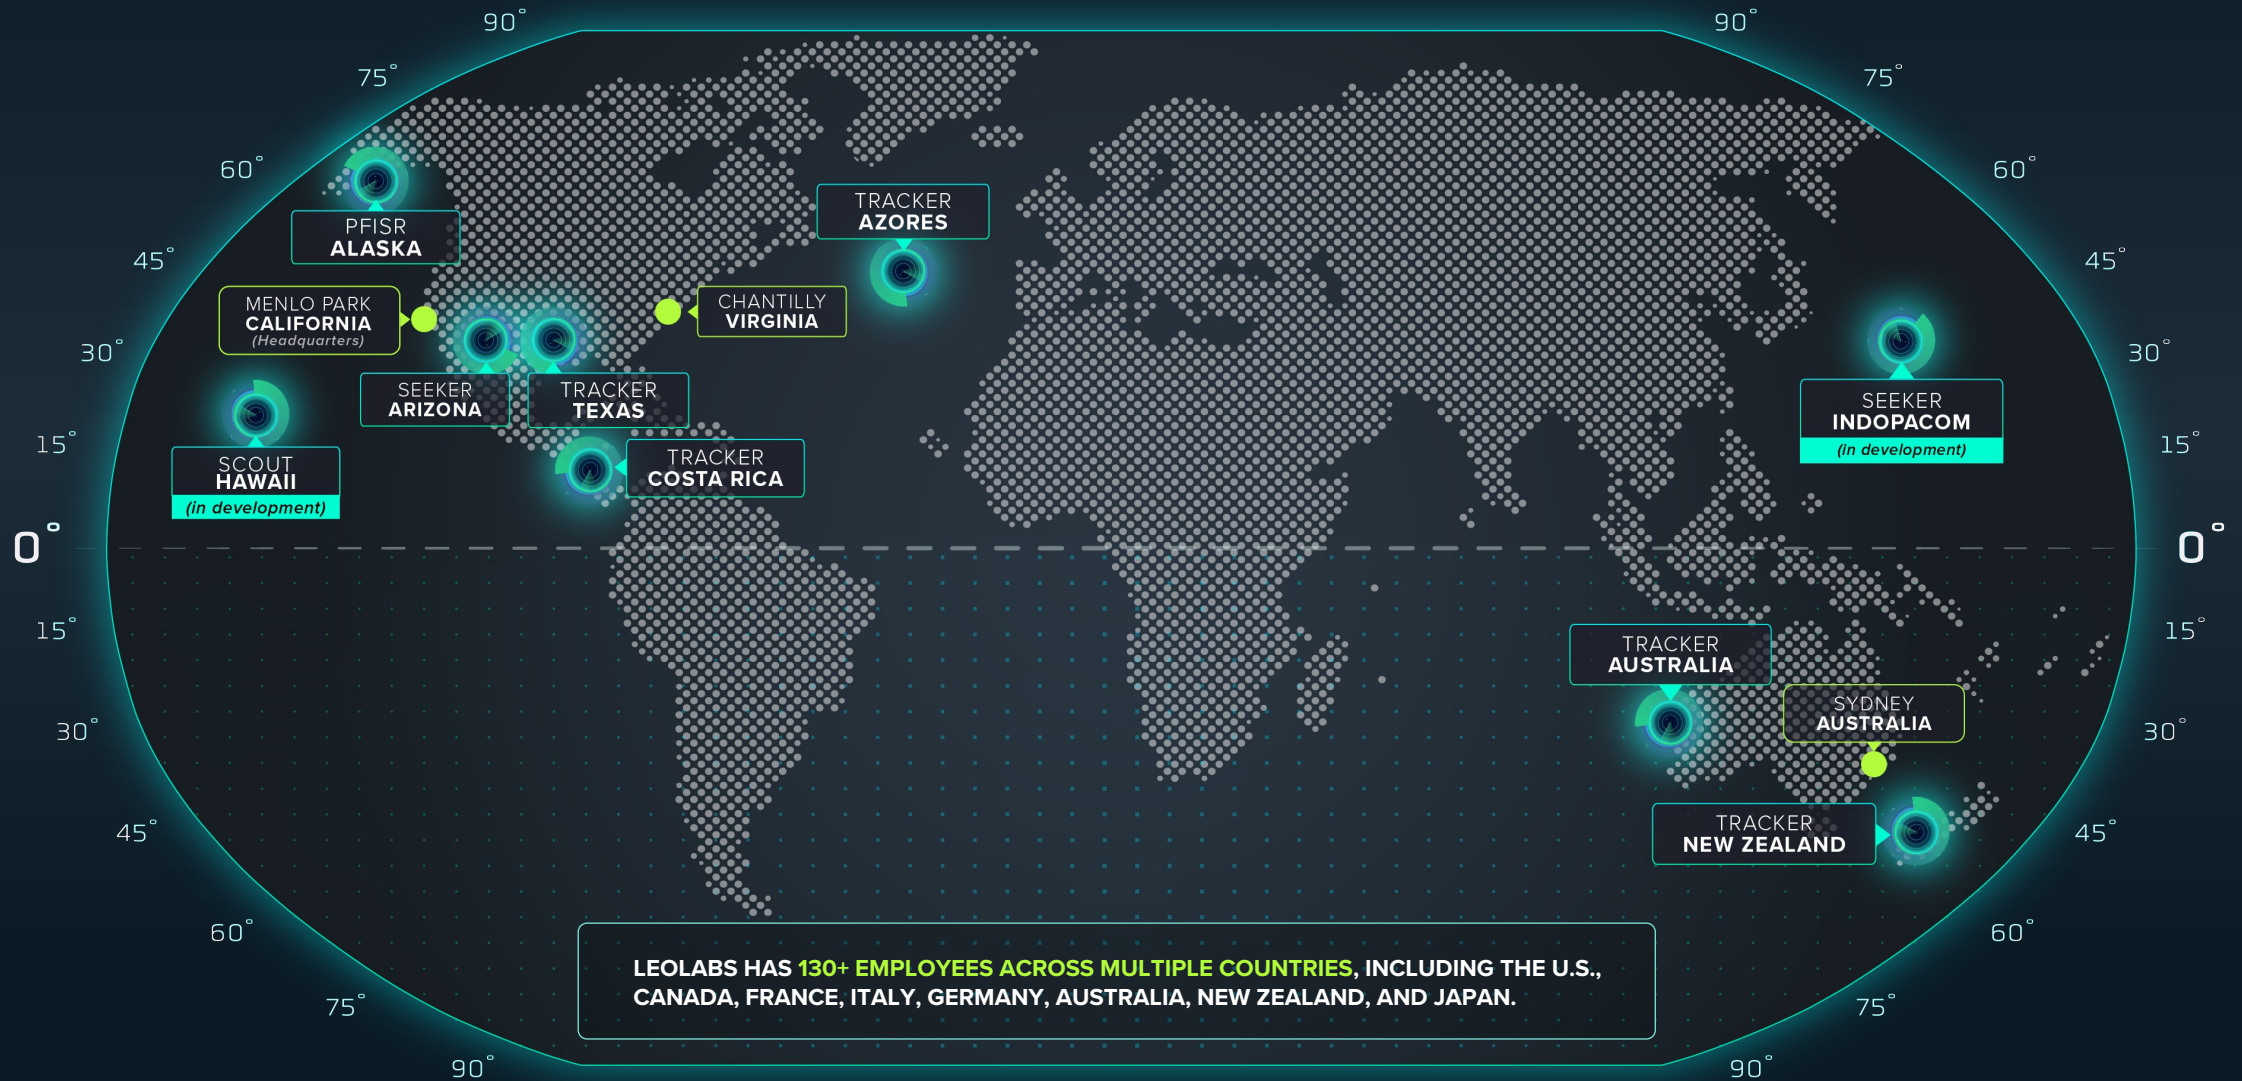 90° 90°
75° 75°
60° 60°
TRACKER
AZORES
PFISR
ALASKA
45° 45°
MENLO PARK
CALIFORNIA
(Headquarters)
CHANTILLY
VIRGINIA
30° 30°
SEEKER
ARIZONA
TRACKER
TEXAS
SEEKER
INDOPACOM
(in development)
15° 15°
SCOUT
HAWAII
(in development)
TRACKER
COSTA RICA
0° 0°
15° 15°
TRACKER
AUSTRALIA
SYDNEY
AUSTRALIA
30° 30°
TRACKER
NEW ZEALAND
45° 45°
60° 60°
LEOLABS HAS 130+ EMPLOYEES ACROSS MULTIPLE COUNTRIES, INCLUDING THE U.S.,
CANADA, FRANCE, ITALY, GERMANY, AUSTRALIA, NEW ZEALAND, AND JAPAN.
75° 75°
90° 90°